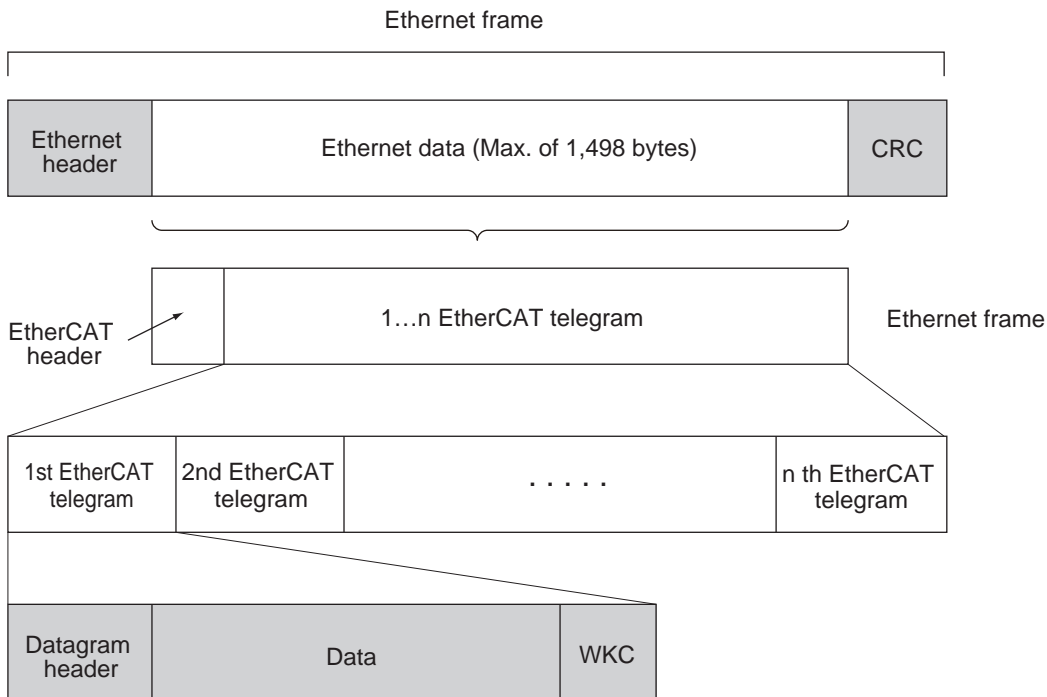 Ethernet frame
Ethernet
header
Ethernet data (Max. of 1,498 bytes)
CRC
EtherCAT
header
1…n EtherCAT telegram
Ethernet frame
1st EtherCAT
telegram
2nd EtherCAT
telegram
. . . . .
n th EtherCAT
telegram
Datagram
header
Data
WKC